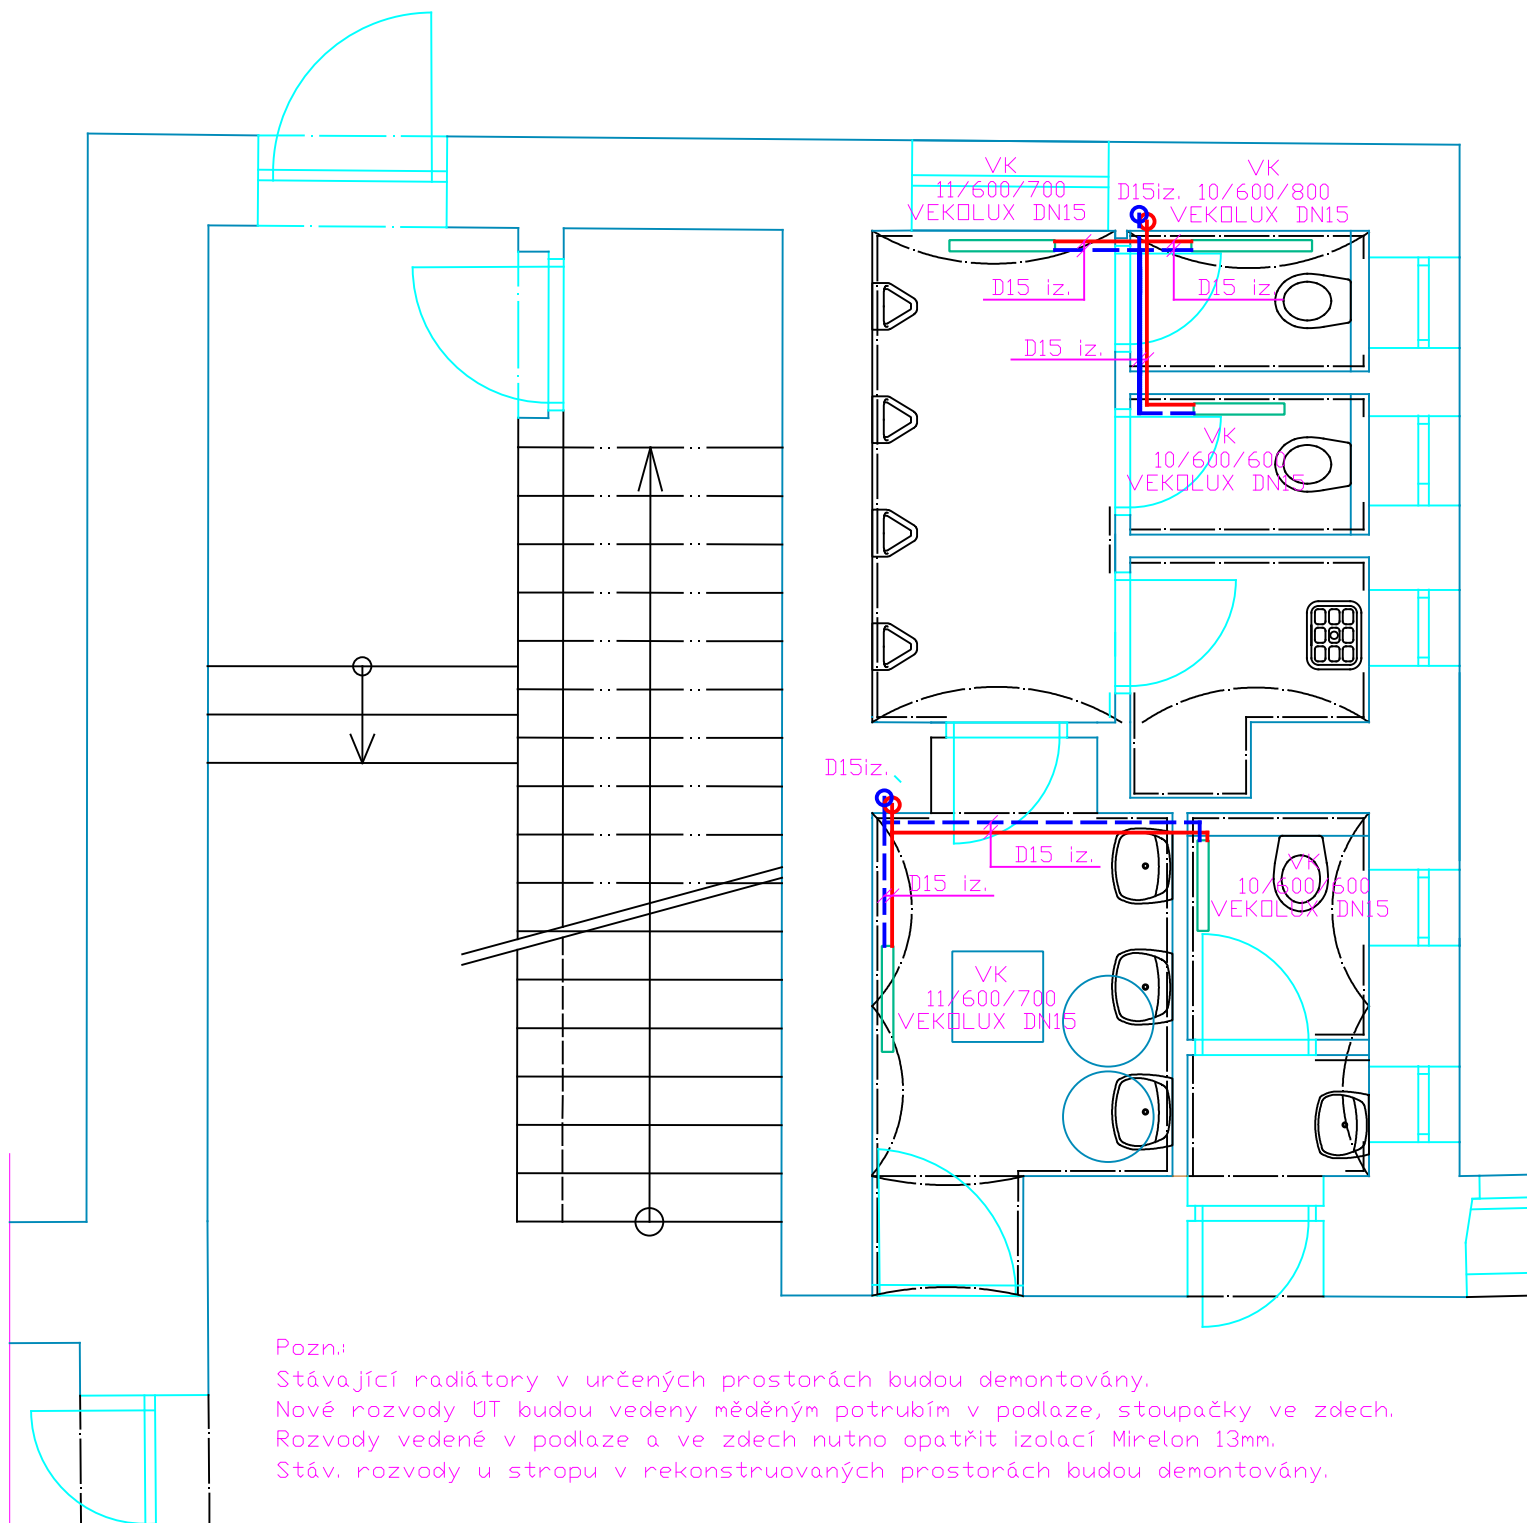 VK
11/600/700
VEKOLUX DN15
VK
D15iz. 10/600/800
VEKOLUX DN15
D15 iz.
D15 iz.
D15 iz.
VK
10/600/600
VEKOLUX DN15
D15iz.
D15 iz.
D15 iz.
VK
10/600/600
VEKOLUX DN15
VK
11/600/700
VEKOLUX DN15
Pozn.:
Stávající radiátory v určených prostorách budou demontovány.
Nové rozvody ÚT budou vedeny měděným potrubím v podlaze, stoupačky ve zdech.
Rozvody vedené v podlaze a ve zdech nutno opatřit izolací Mirelon 13mm.
Stáv. rozvody u stropu v rekonstruovaných prostorách budou demontovány.